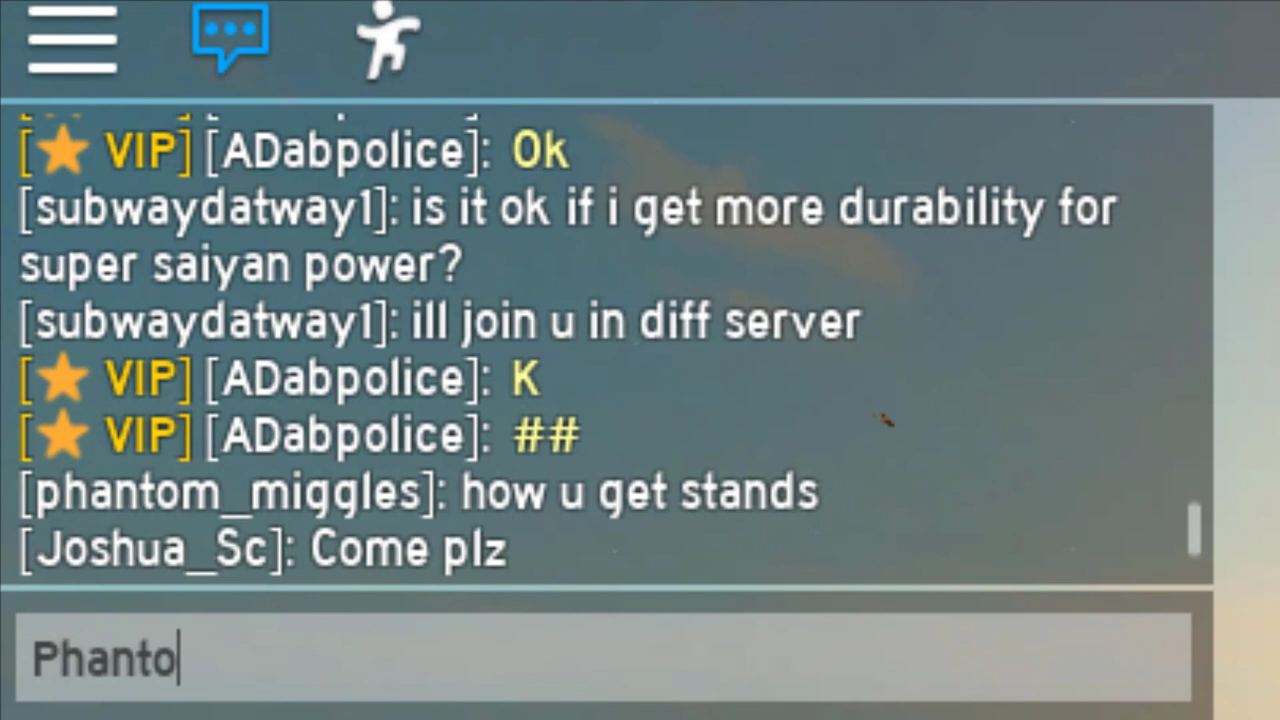 [⭐ VIP] [ADabpolice]: Ok
[subwaydatway1]: is it ok if i get more durability for
super saiyan power?
[subwaydatway1]: ill join u in diff server
[⭐ VIP] [ADabpolice]: K
[⭐ VIP] [ADabpolice]: ##
[phantom_miggles]: how u get stands
[Joshua_Sc]: Come plz
Phanto